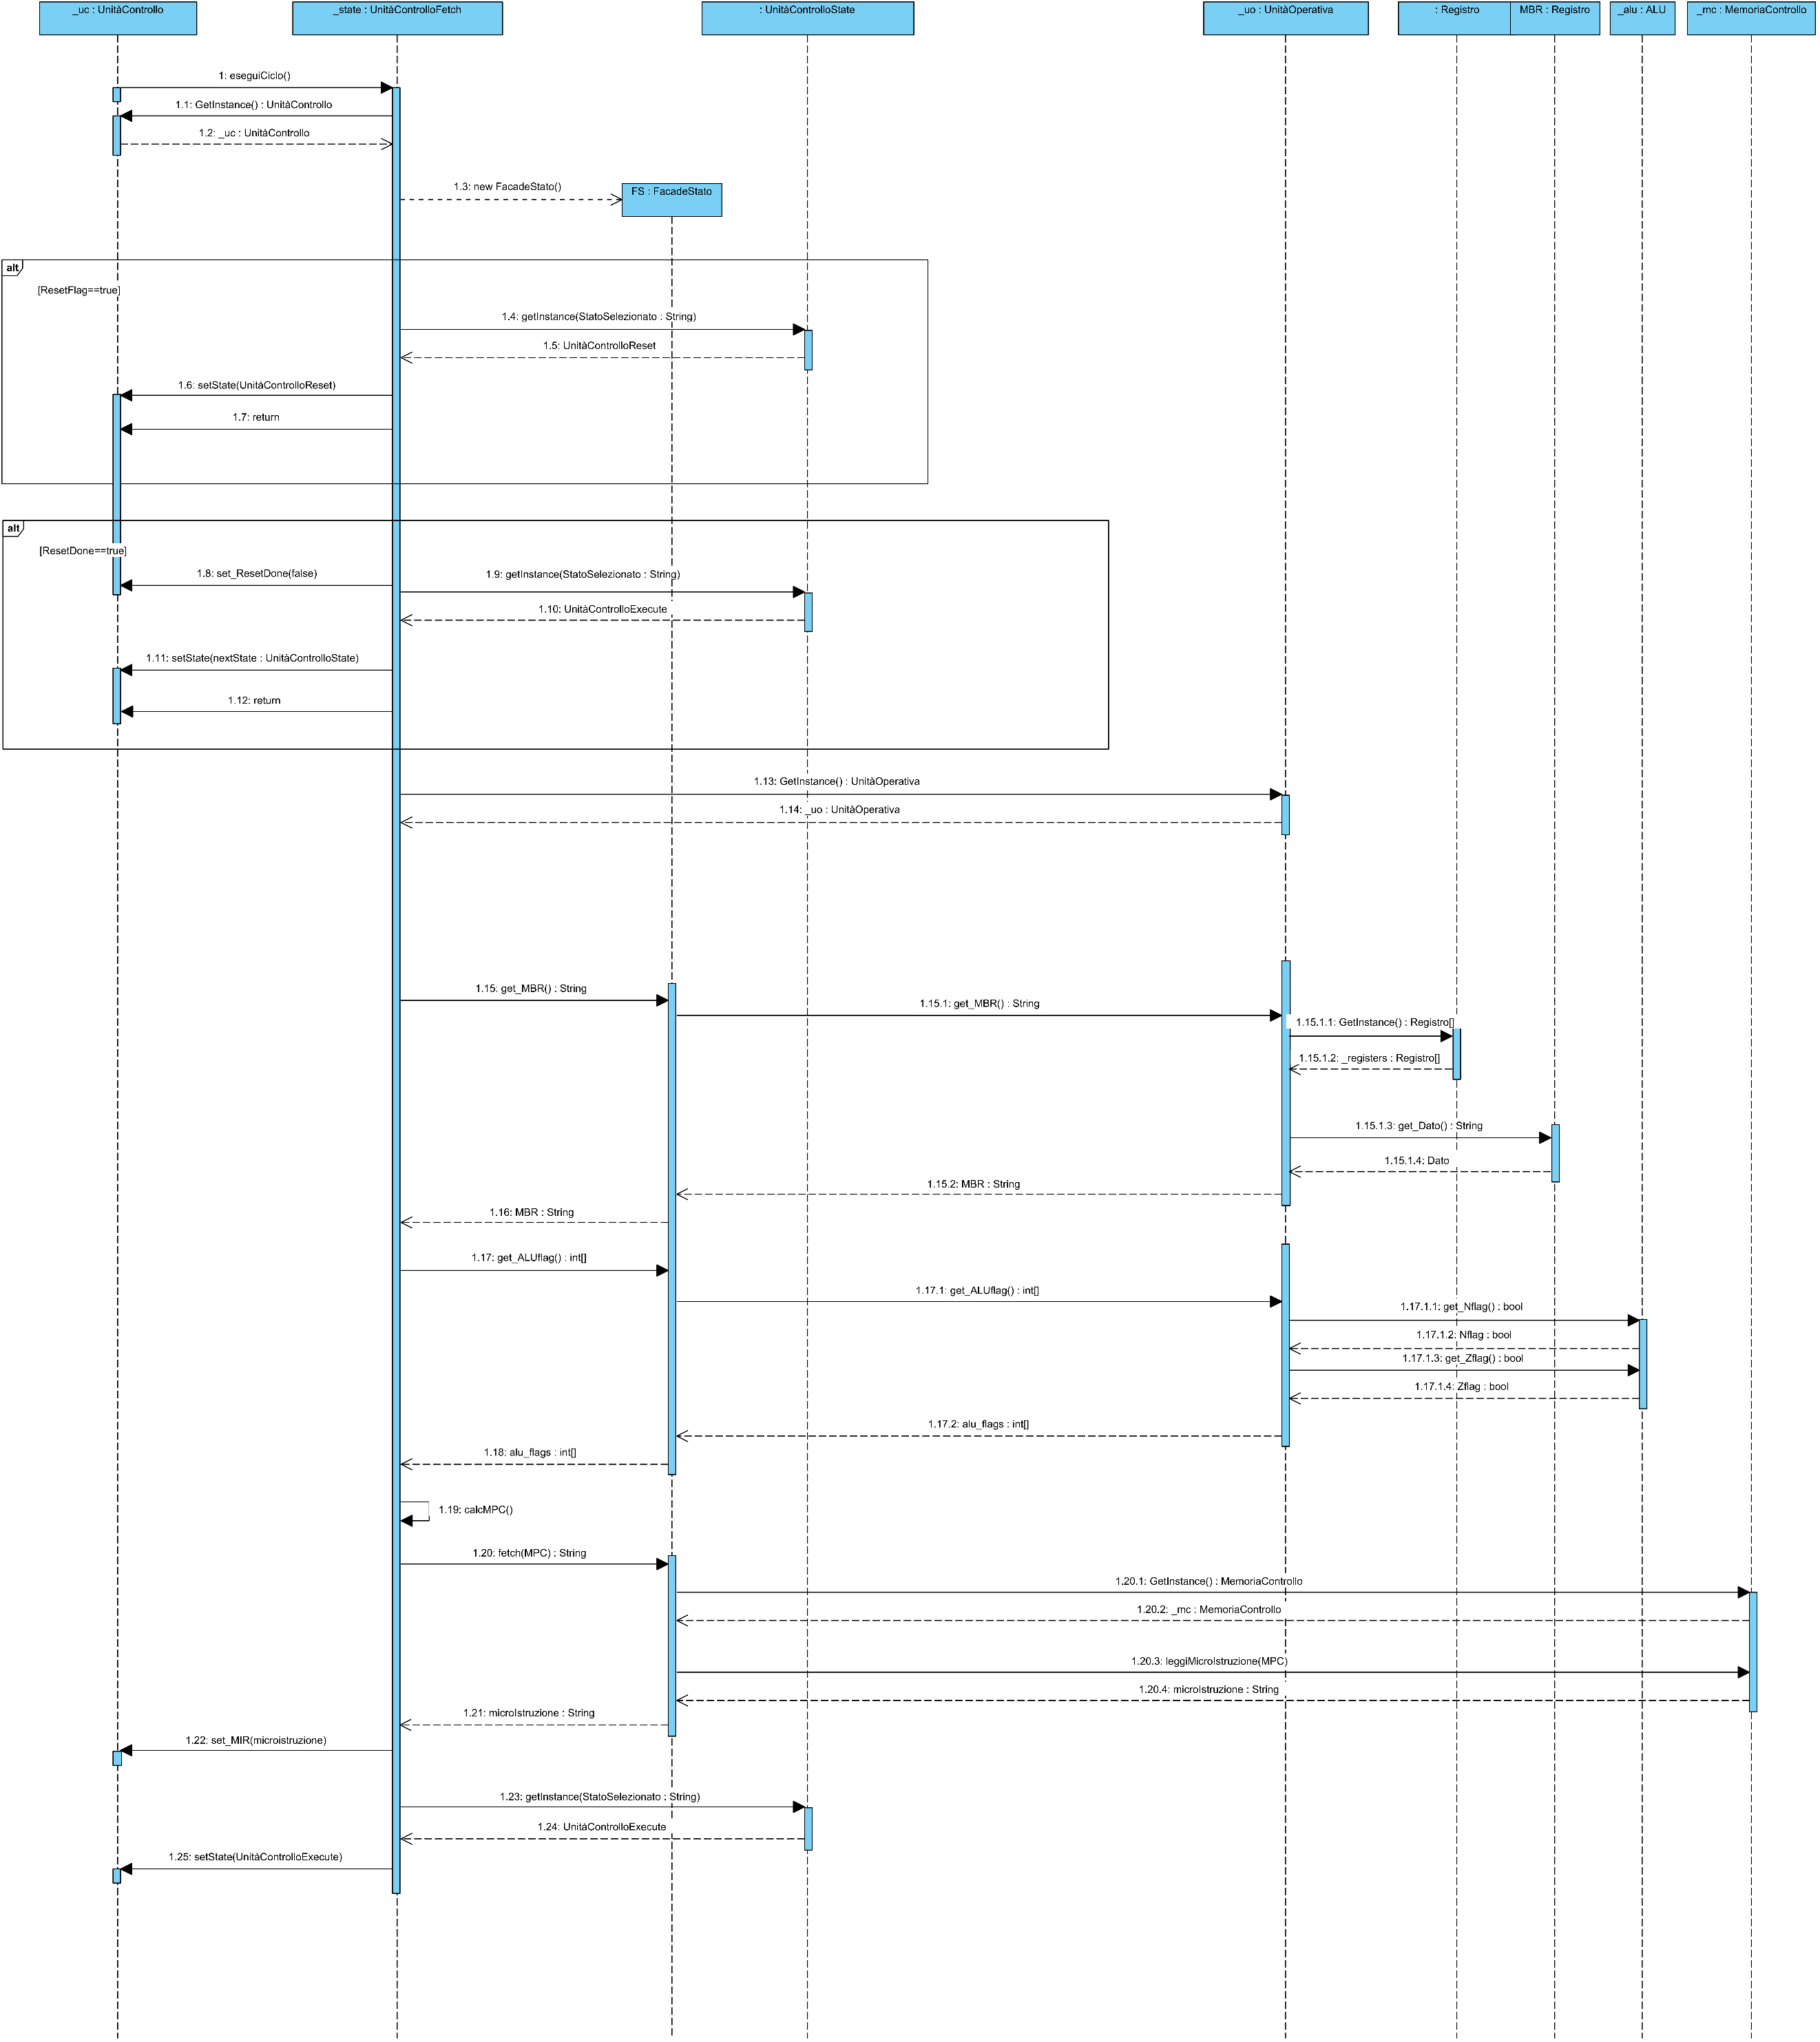 _uc : UnitàControllo
_state : UnitàControlloFetch
: UnitàControlloState
_uo : UnitàOperativa
: Registro
MBR : Registro
_alu : ALU
_mc : MemoriaControllo
1: eseguiCiclo()
1.1: GetInstance() : UnitàControllo
1.2: _uc : UnitàControllo
1.3: new FacadeStato()
FS : FacadeStato
alt
[ResetFlag==true]
1.4: getInstance(StatoSelezionato : String)
1.5: UnitàControlloReset
1.6: setState(UnitàControlloReset)
1.7: return
alt
[ResetDone==true]
1.8: set_ResetDone(false)
1.9: getInstance(StatoSelezionato : String)
1.10: UnitàControlloExecute
1.11: setState(nextState : UnitàControlloState)
1.12: return
1.13: GetInstance() : UnitàOperativa
1.14: _uo : UnitàOperativa
1.15: get_MBR() : String
1.15.1: get_MBR() : String
1.15.1.1: GetInstance() : Registro[]
1.15.1.2: _registers : Registro[]
1.15.1.3: get_Dato() : String
1.15.1.4: Dato
1.15.2: MBR : String
1.16: MBR : String
1.17: get_ALUflag() : int[]
1.17.1: get_ALUflag() : int[]
1.17.1.1: get_Nflag() : bool
1.17.1.2: Nflag : bool
1.17.1.3: get_Zflag() : bool
1.17.1.4: Zflag : bool
1.17.2: alu_flags : int[]
1.18: alu_flags : int[]
1.19: calcMPC()
1.20: fetch(MPC) : String
1.20.1: GetInstance() : MemoriaControllo
1.20.2: _mc : MemoriaControllo
1.20.3: leggiMicroIstruzione(MPC)
1.20.4: microIstruzione : String
1.21: microIstruzione : String
1.22: set_MIR(microistruzione)
1.23: getInstance(StatoSelezionato : String)
1.24: UnitàControlloExecute
1.25: setState(UnitàControlloExecute)